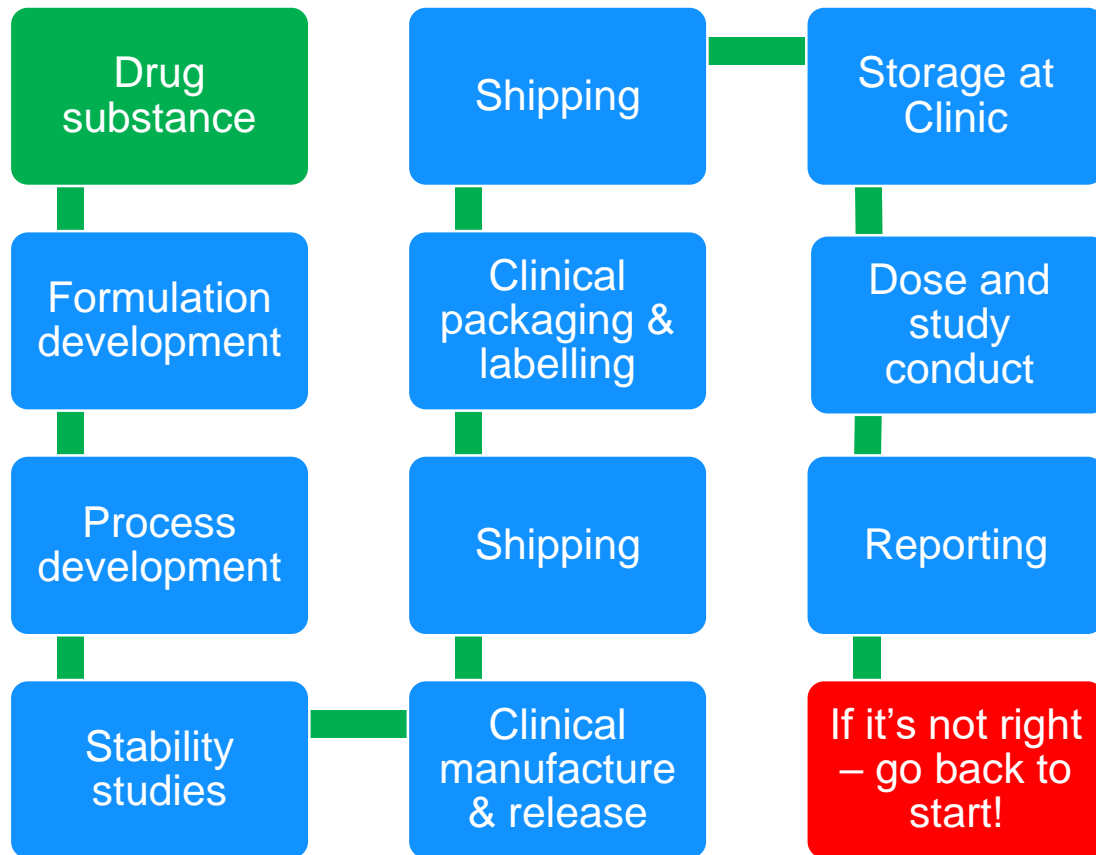 Drug
substance
Formulation
development
Process
development
Stability
studies
Clinical
manufacture
& release
Shipping
Clinical
packaging &
labelling
Shipping
Storage at
Clinic
Dose and
study
conduct
Reporting
If it’s not right
– go back to
start!